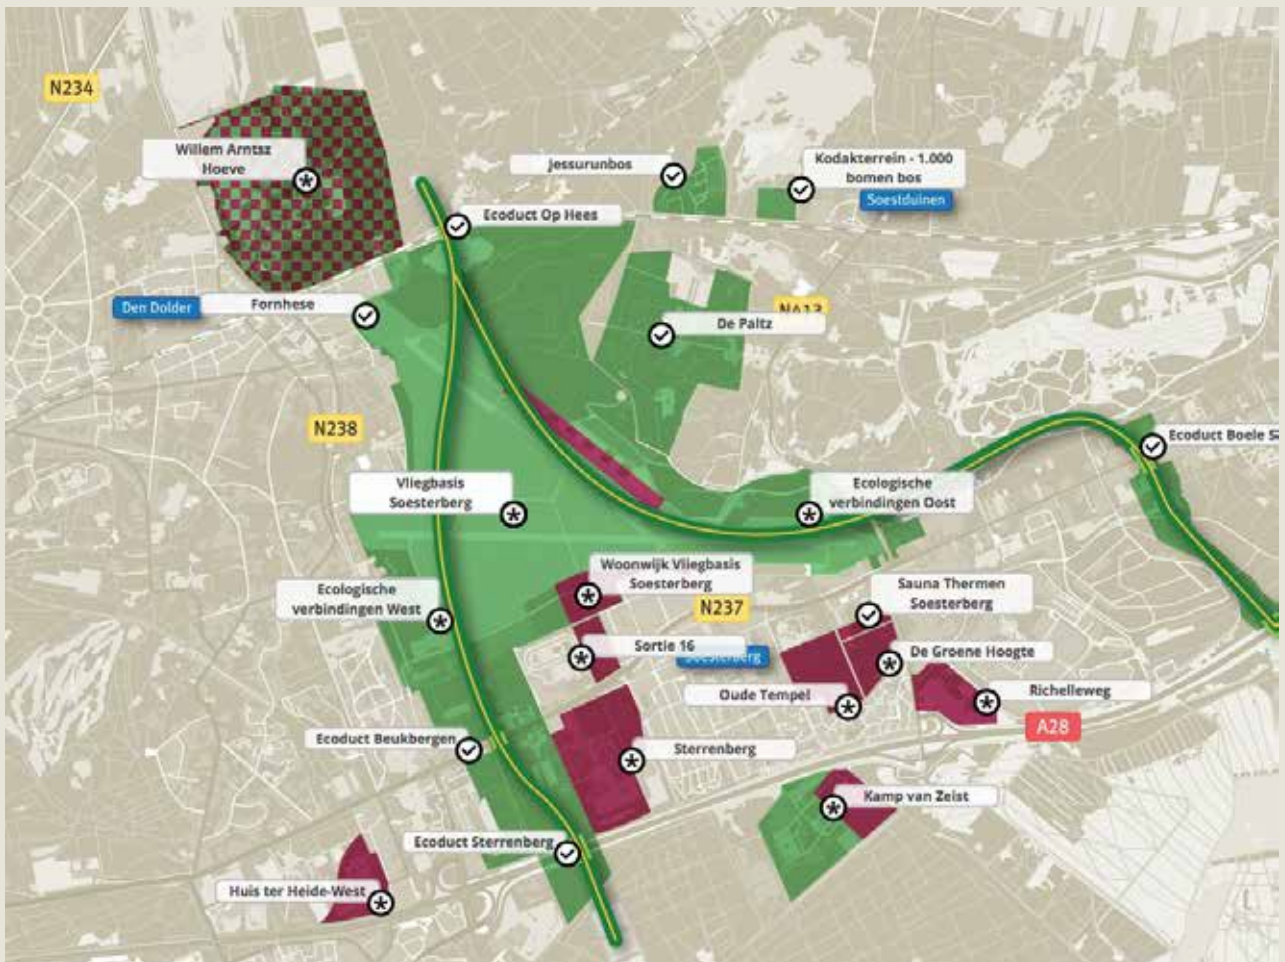 N234
Willem Arntsz
Hoeve
Jessurunbos
Kodakterrein - 1.000
bomen bos
Soestduinen
Ecoduct Op Hees
Den Dolder
Fornhese
N413
De Paltz
N238
Ecoduct Boele
Vliegbasis
Soesterberg
Ecologische
verbindingen Oost
Woonwijk Vliegbasis
Soesterberg
Ecologische
verbindingen West
N237
Sauna Thermen
Soesterberg
Sortie 16
Soesterberg
De Groene Hoogte
Oude Tempel
Richelleweg
A28
Ecoduct Beukbergen
Sterrenberg
Kamp van Zeist
Ecoduct Sterrenberg
Huis ter Heide-West